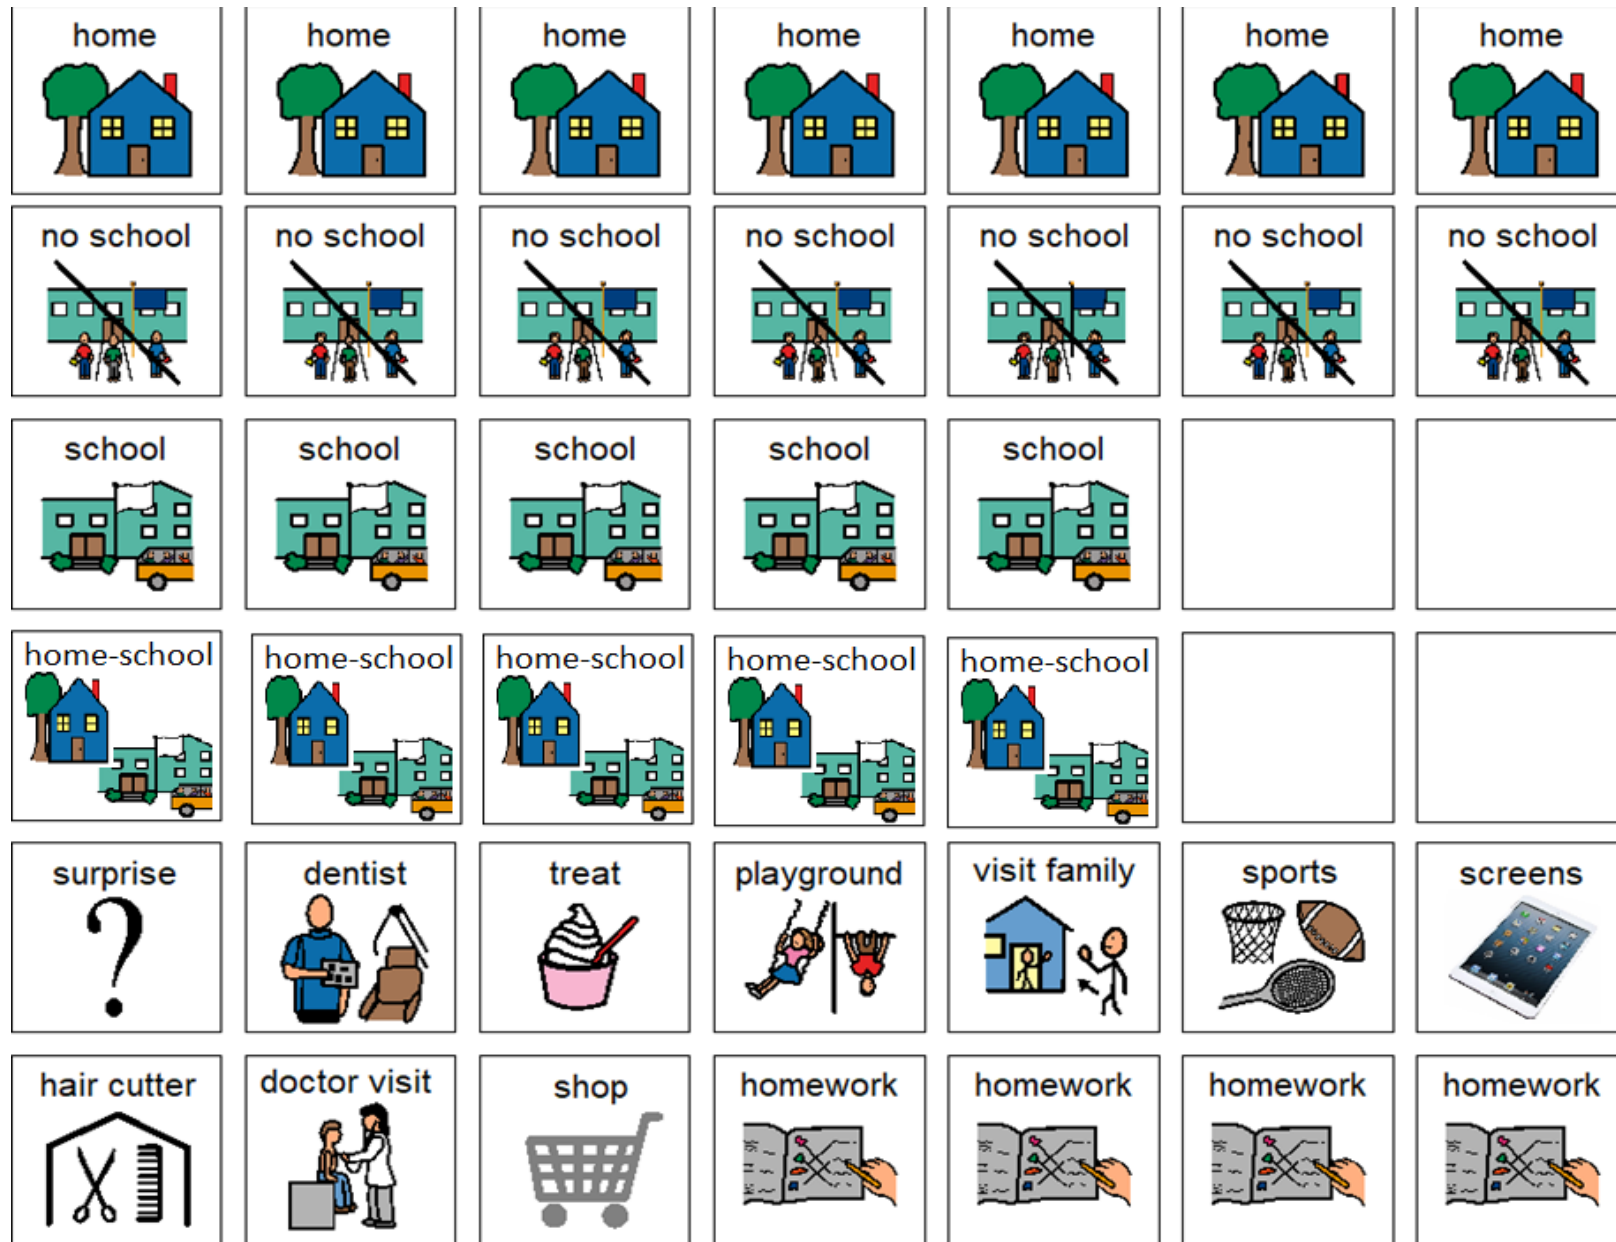 home home home home home home home
no school no school no school no school no school no school no school
school school school school school
home-school home-school home-school home-school home-school
surprise dentist treat playground visit family sports screens
hair cutter doctor visit shop homework homework homework homework